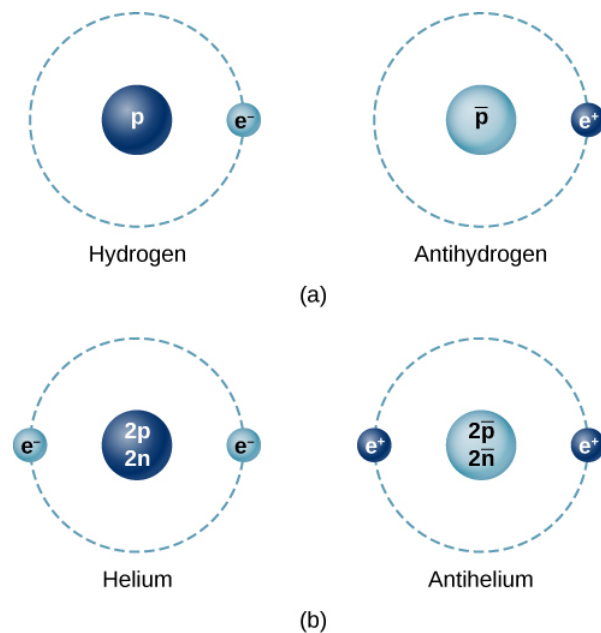 p
e⁻
p̅
e⁺
Hydrogen
Antihydrogen
(a)
e⁻
2p
2n
e⁻
e⁺
2p̅
2n̅
e⁺
Helium
Antihelium
(b)